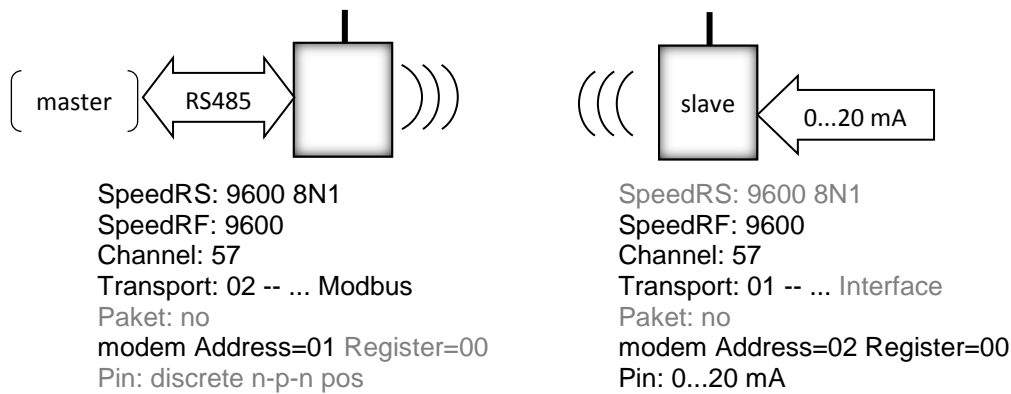 master
RS485
slave
0...20 mA
SpeedRS: 9600 8N1
SpeedRF: 9600
Channel: 57
Transport: 02 -- ... Modbus
Paket: no
modem Address=01 Register=00
Pin: discrete n-p-n pos
SpeedRS: 9600 8N1
SpeedRF: 9600
Channel: 57
Transport: 01 -- ... Interface
Paket: no
modem Address=02 Register=00
Pin: 0...20 mA